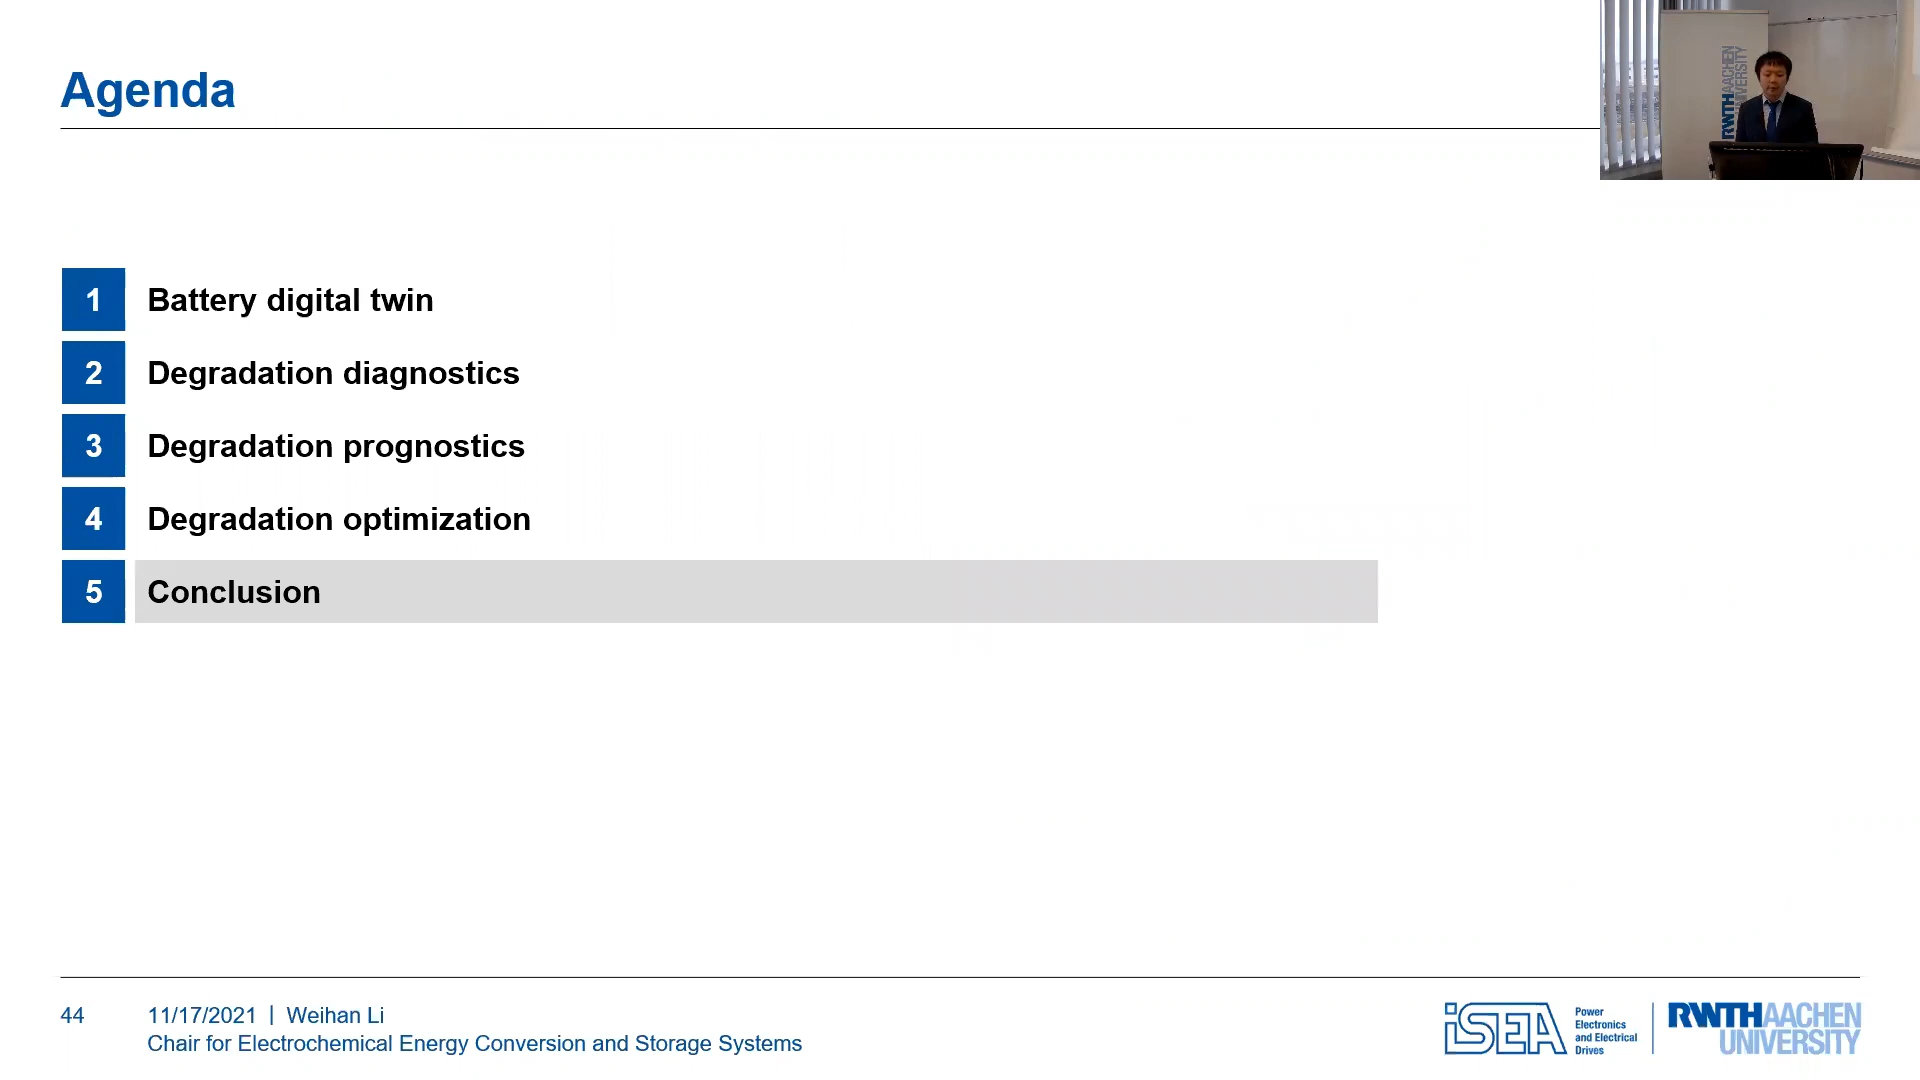 Agenda
RWTHAACHEN
UNIVERSITY
1 Battery digital twin
2 Degradation diagnostics
3 Degradation prognostics
4 Degradation optimization
5 Conclusion
44 11/17/2021 | Weihan Li
Chair for Electrochemical Energy Conversion and Storage Systems
iSEA
Power
Electronics
and Electrical
Drives
RWTHAACHEN
UNIVERSITY